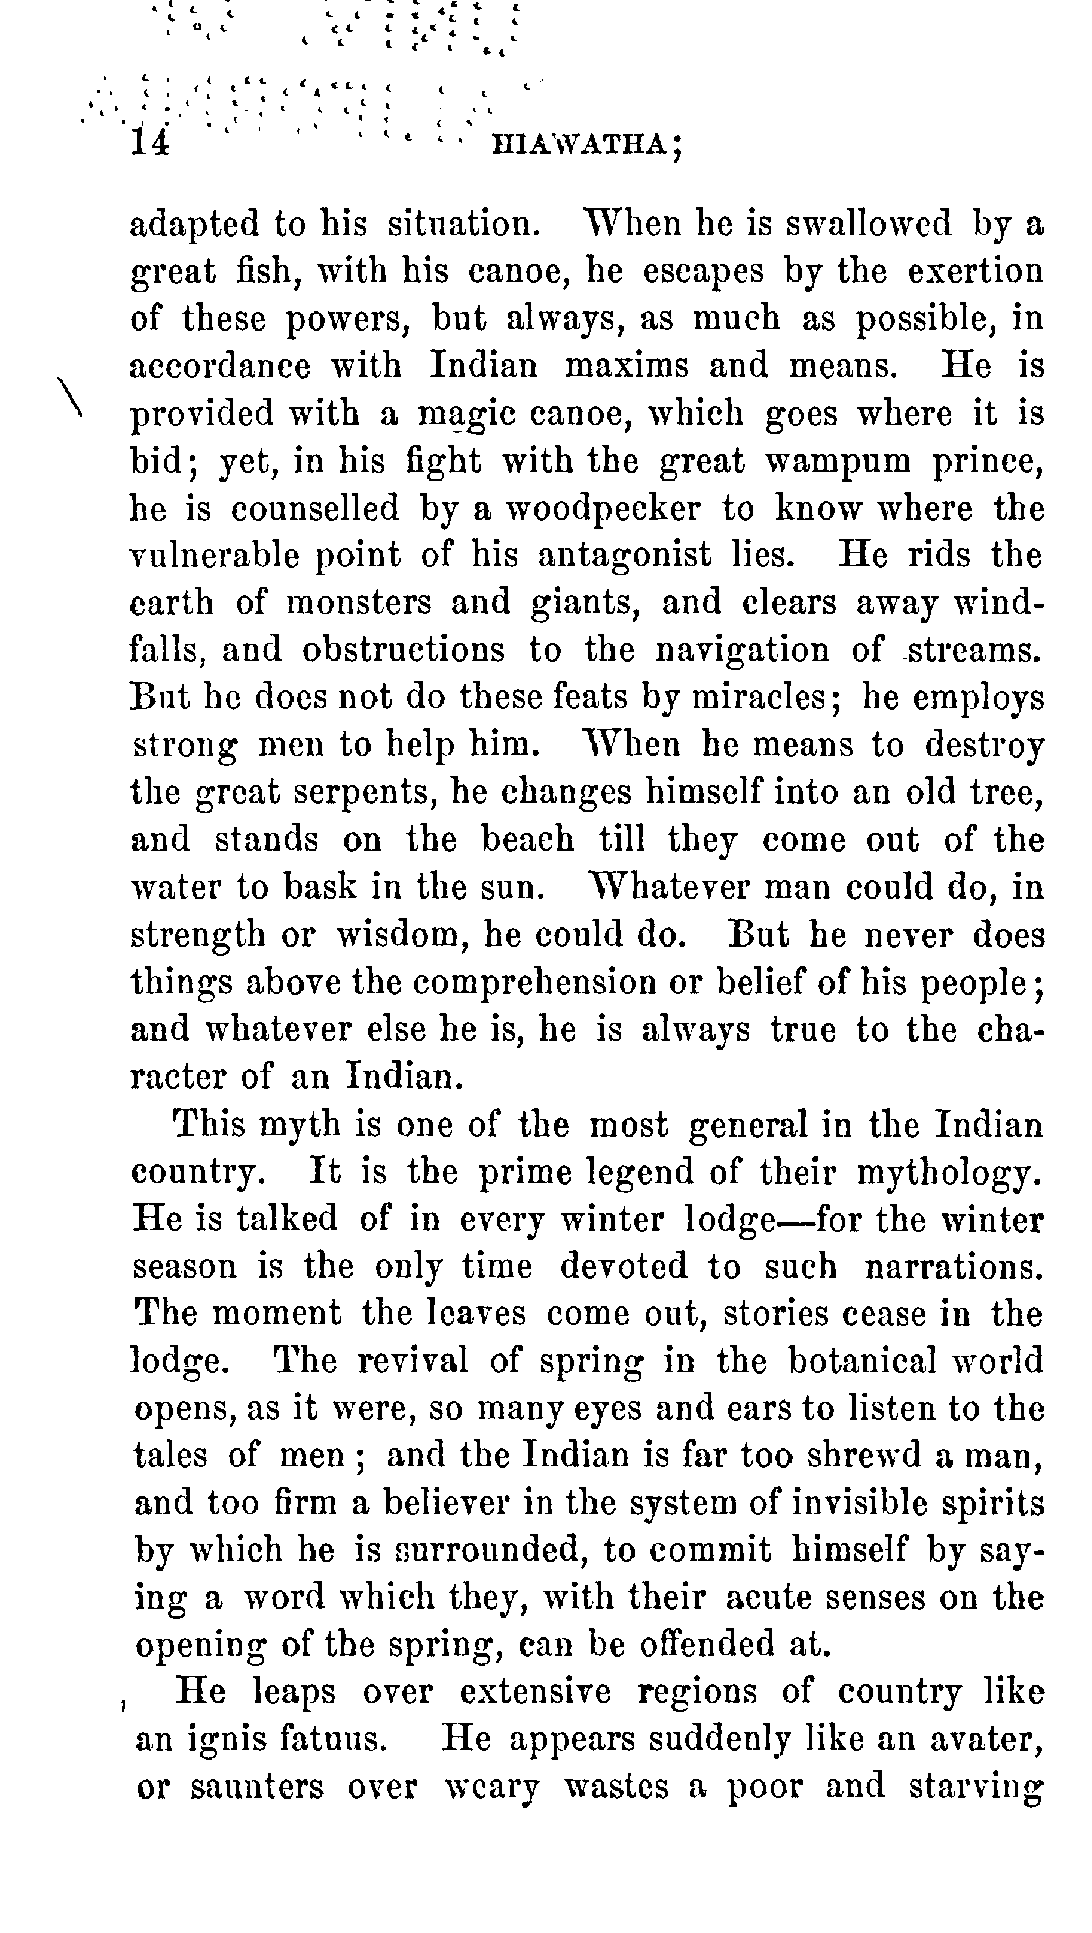 14 HIAWATHA;
adapted to his situation. When he is swallowed by a
great fish, with his canoe, he escapes by the exertion
of these powers, but always, as much as possible, in
accordance with Indian maxims and means. He is
provided with a magic canoe, which goes where it is
bid; yet, in his fight with the great wampum prince,
he is counselled by a woodpecker to know where the
vulnerable point of his antagonist lies. He rids the
earth of monsters and giants, and clears away wind-
falls, and obstructions to the navigation of streams.
But he does not do these feats by miracles; he employs
strong men to help him. When he means to destroy
the great serpents, he changes himself into an old tree,
and stands on the beach till they come out of the
water to bask in the sun. Whatever man could do, in
strength or wisdom, he could do. But he never does
things above the comprehension or belief of his people;
and whatever else he is, he is always true to the cha-
racter of an Indian.
This myth is one of the most general in the Indian
country. It is the prime legend of their mythology.
He is talked of in every winter lodge—for the winter
season is the only time devoted to such narrations.
The moment the leaves come out, stories cease in the
lodge. The revival of spring in the botanical world
opens, as it were, so many eyes and ears to listen to the
tales of men; and the Indian is far too shrewd a man,
and too firm a believer in the system of invisible spirits
by which he is surrounded, to commit himself by say-
ing a word which they, with their acute senses on the
opening of the spring, can be offended at.
He leaps over extensive regions of country like
an ignis fatuus. He appears suddenly like an avater,
or saunters over weary wastes a poor and starving